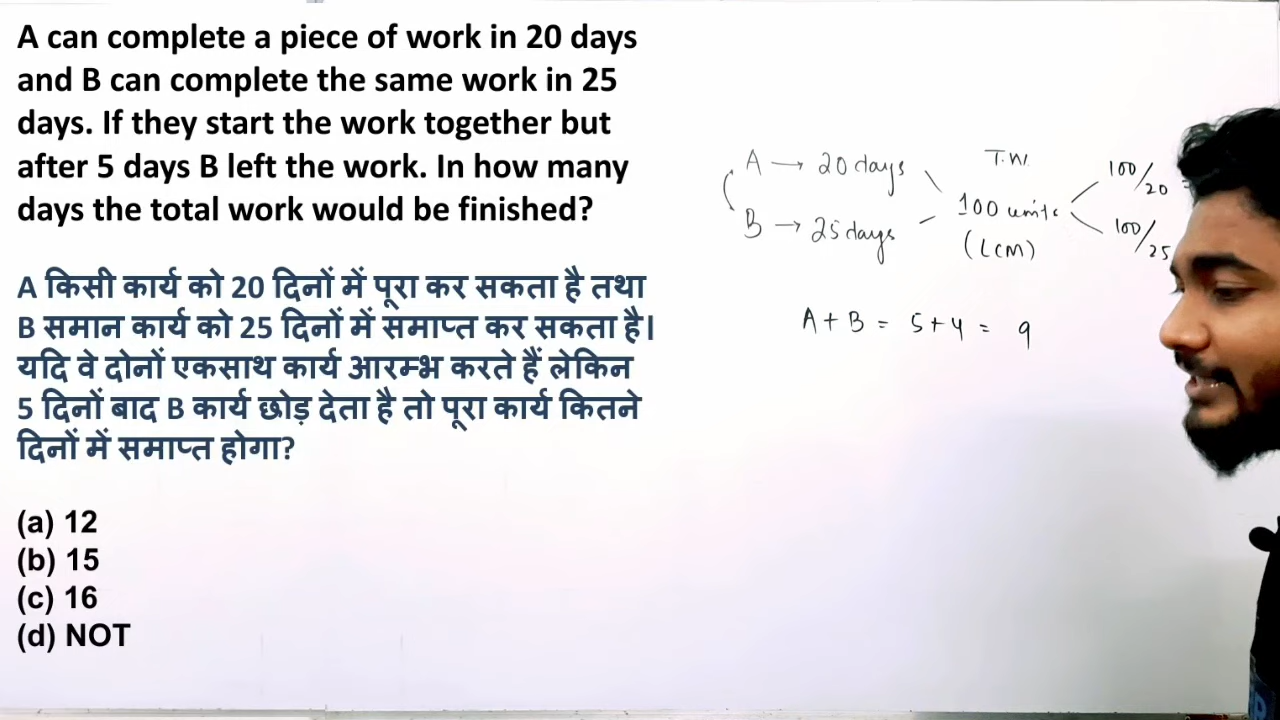 A can complete a piece of work in 20 days
and B can complete the same work in 25
days. If they start the work together but
after 5 days B left the work. In how many
days the total work would be finished?
A किसी कार्य को 20 दिनों में पूरा कर सकता है तथा
B समान कार्य को 25 दिनों में समाप्त कर सकता है।
यदि वे दोनों एकसाथ कार्य आरम्भ करते हैं लेकिन
5 दिनों बाद B कार्य छोड़ देता है तो पूरा कार्य कितने
दिनों में समाप्त होगा?
(a) 12
(b) 15
(c) 16
(d) NOT
T.W.
A → 20 days
100/20 =
100 units
B → 25 days
100/25
(LCM)
A + B = 5 + 4 = 9